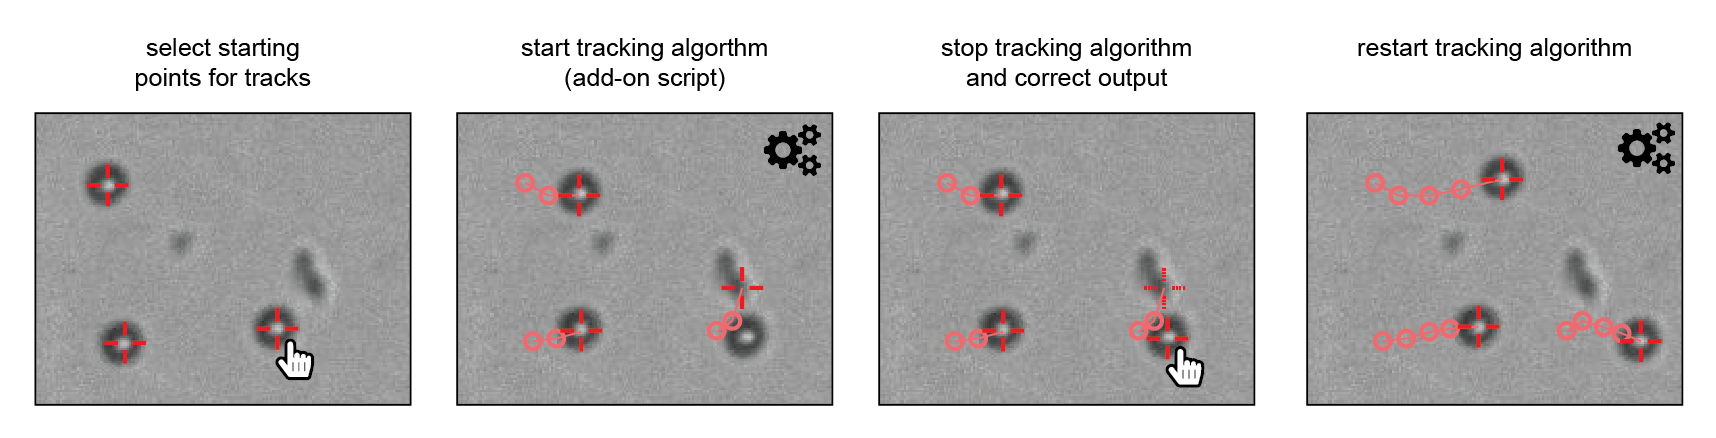 select starting
points for tracks
start tracking algorthm
(add-on script)
stop tracking algorithm
and correct output
restart tracking algorithm